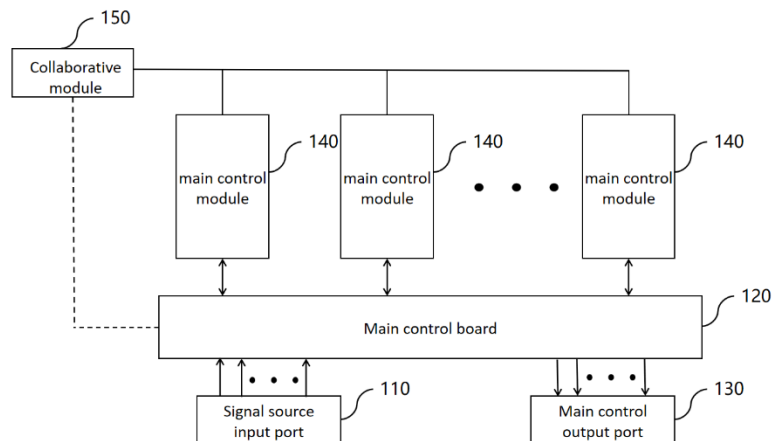 150
Collaborative
module
140
140
140
main control
module
main control
module
main control
module
120
Main control board
110
130
Signal source
input port
Main control
output port